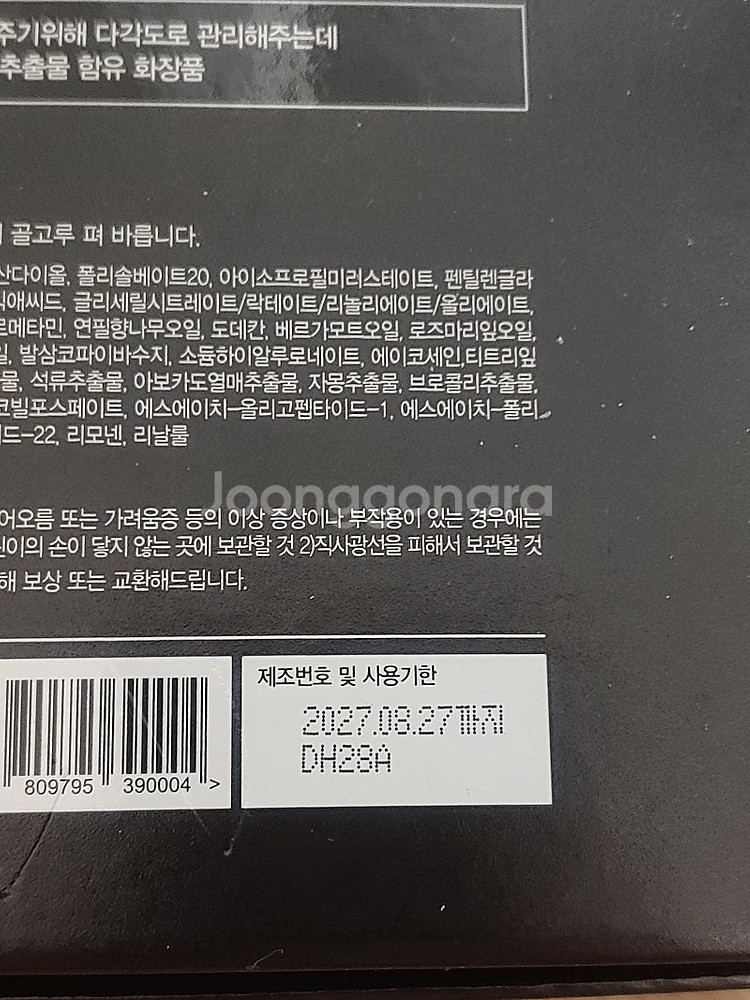 주기위해 다각도로 관리해주는데
추출물 함유 화장품
골고루 펴 바릅니다.
산다이올, 폴리솔베이트20, 아이소프로필미리스테이트, 펜틸렌글라
애씨드, 글리세릴시트레이트/락테이트/리놀리에이트/올리에이트,
르메타민, 연필향나무오일, 도데칸, 베르가모트오일, 로즈마리잎오일,
일, 발삼코파이바수지, 소듐하이알루로네이트, 에이코세인,티트리잎
물, 석류추출물, 아보카도열매추출물, 자몽추출물, 브로콜리추출물,
코빌포스페이트, 에스에이치-올리고펩타이드-1, 에스에이치-폴리
드-22, 리모넨, 리날룰
Joonggonara
어오름 또는 가려움증 등의 이상 증상이나 부작용이 있는 경우에는
린이의 손이 닿지 않는 곳에 보관할 것 2)직사광선을 피해서 보관할 것
해 보상 또는 교환해드립니다.
제조번호 및 사용기한
2027.08.27까지
DH28A
809795 390004 >